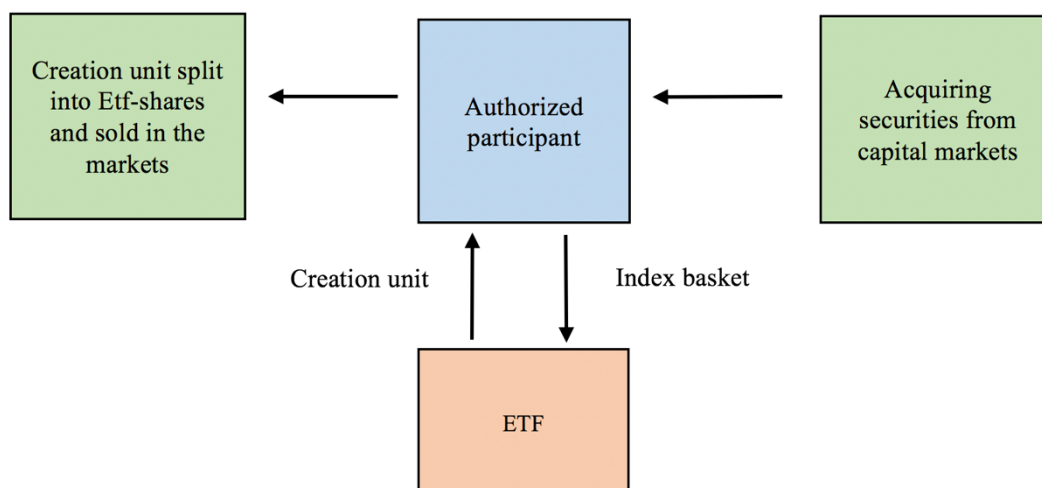 Creation unit split
into Etf-shares
and sold in the
markets
Authorized
participant
Acquiring
securities from
capital markets
Creation unit
Index basket
ETF